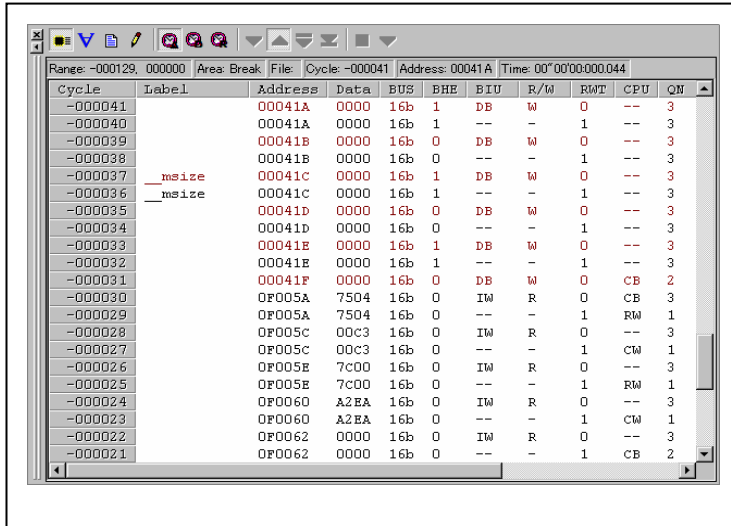 Range: -000129, 000000 Area: Break File: Cycle: -000041 Address: 00041A Time: 00"00'00:000.044
Cycle Label Address Data BUS BHE BIU R/W RWT CPU QN
-000041 00041A 0000 16b 1 DB W 0 -- 3
-000040 00041A 0000 16b 1 -- - 1 -- 3
-000039 00041B 0000 16b 0 DB W 0 -- 3
-000038 00041B 0000 16b 0 -- - 1 -- 3
-000037 __msize 00041C 0000 16b 1 DB W 0 -- 3
-000036 __msize 00041C 0000 16b 1 -- - 1 -- 3
-000035 00041D 0000 16b 0 DB W 0 -- 3
-000034 00041D 0000 16b 0 -- - 1 -- 3
-000033 00041E 0000 16b 1 DB W 0 -- 3
-000032 00041E 0000 16b 1 -- - 1 -- 3
-000031 00041F 0000 16b 0 DB W 0 CB 2
-000030 0F005A 7504 16b 0 IW R 0 CB 3
-000029 0F005A 7504 16b 0 -- - 1 RW 1
-000028 0F005C 00C3 16b 0 IW R 0 -- 3
-000027 0F005C 00C3 16b 0 -- - 1 CW 1
-000026 0F005E 7C00 16b 0 IW R 0 -- 3
-000025 0F005E 7C00 16b 0 -- - 1 RW 1
-000024 0F0060 A2EA 16b 0 IW R 0 -- 3
-000023 0F0060 A2EA 16b 0 -- - 1 CW 1
-000022 0F0062 0000 16b 0 IW R 0 -- 3
-000021 0F0062 0000 16b 0 -- - 1 CB 2